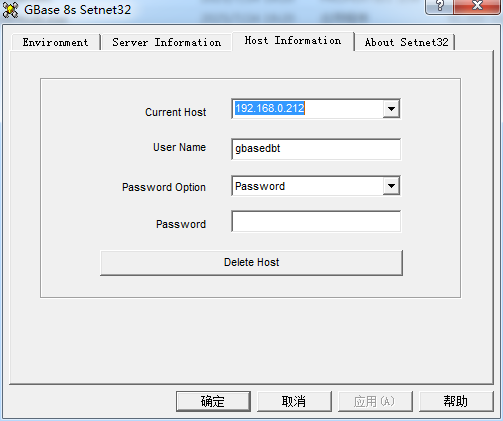 GBase 8s Setnet32
Environment
Server Information
Host Information
About Setnet32
Current Host
192.168.0.212
User Name
gbasedbt
Password Option
Password
Password
Delete Host
确定
取消
应用(A)
帮助